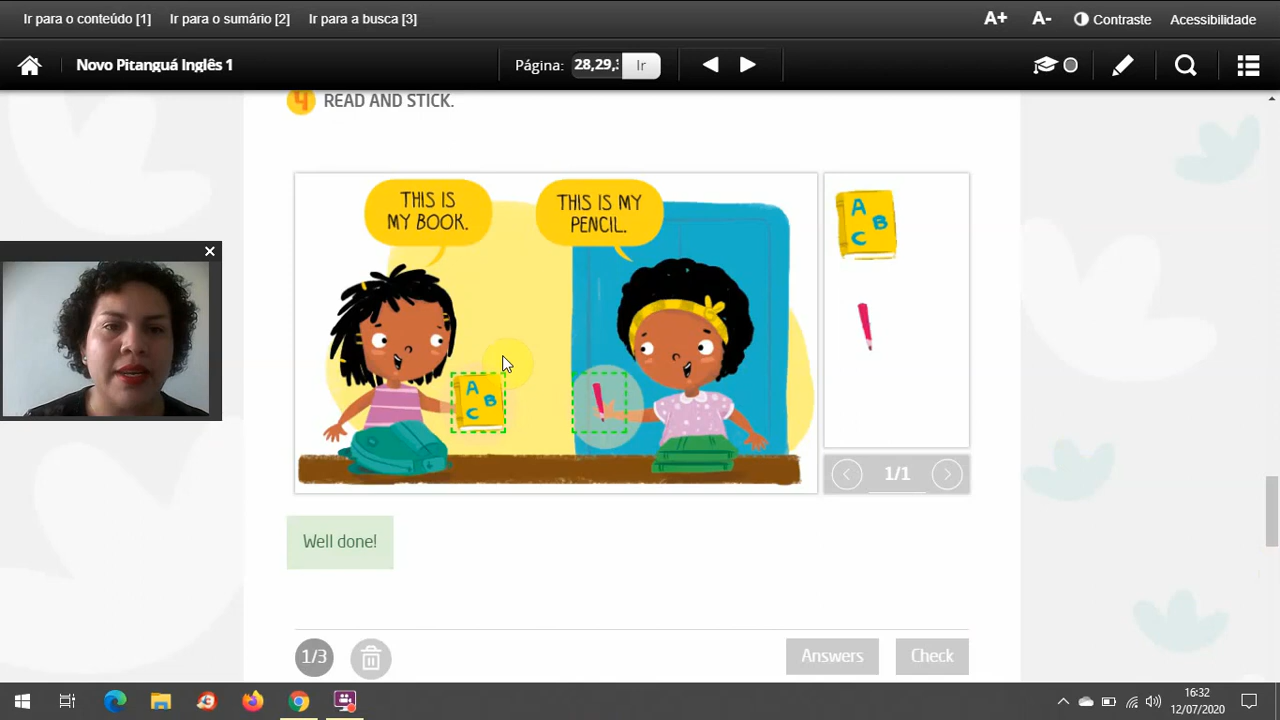 Ir para o conteúdo [1] Ir para o sumário [2] Ir para a busca [3] A+ A- Contraste Acessibilidade
Novo Pitanguá Inglês 1 Página: 28,29, Ir
4 READ AND STICK.
THIS IS
MY BOOK.
THIS IS MY
PENCIL.
A
B
C
A
B
C
1/1
Well done!
1/3 Answers Check
16:32
12/07/2020